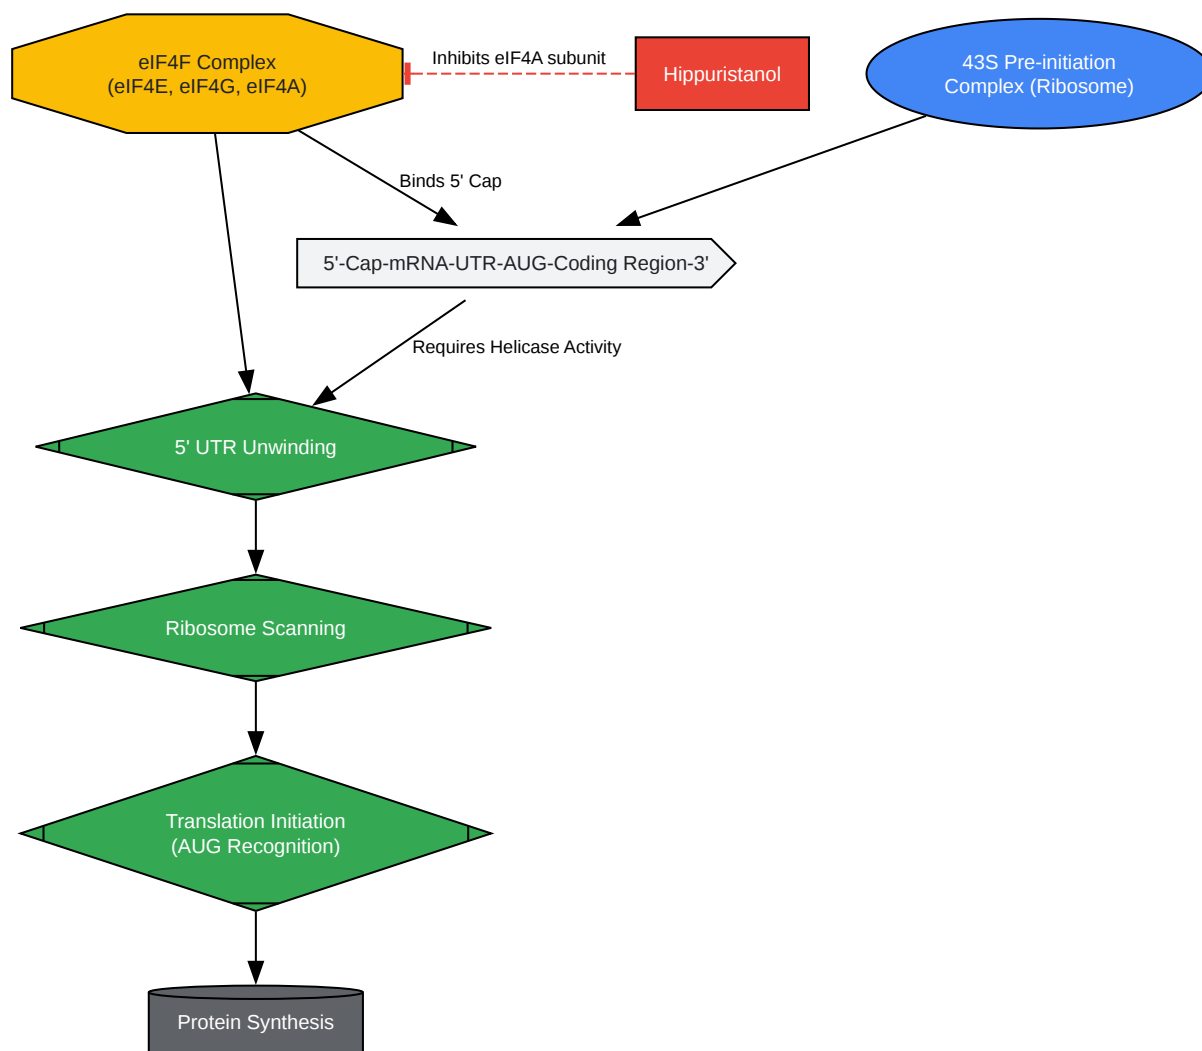 eIF4F Complex
(eIF4E, eIF4G, eIF4A)
Inhibits eIF4A subunit
Hippuristanol
43S Pre-initiation
Complex (Ribosome)
Binds 5' Cap
5'-Cap-mRNA-UTR-AUG-Coding Region-3'
Requires Helicase Activity
5' UTR Unwinding
Ribosome Scanning
Translation Initiation
(AUG Recognition)
Protein Synthesis